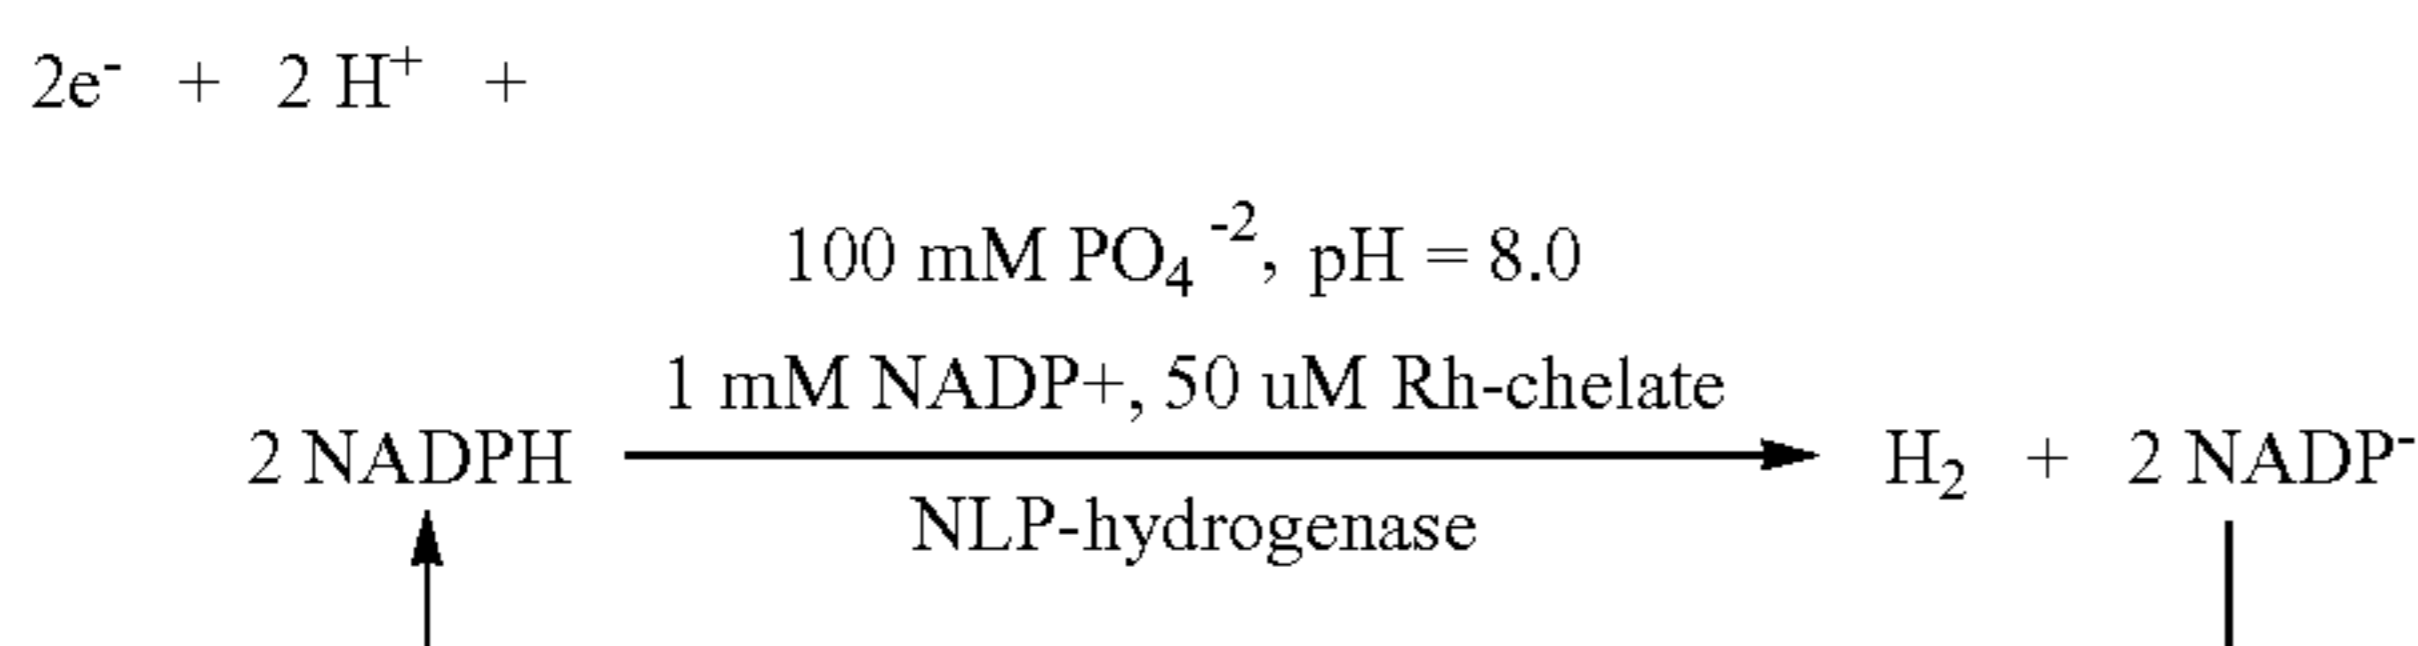 2e⁻ + 2 H⁺ +
100 mM PO₄⁻², pH = 8.0
1 mM NADP+, 50 uM Rh-chelate
2 NADPH H₂ + 2 NADP⁻
NLP-hydrogenase